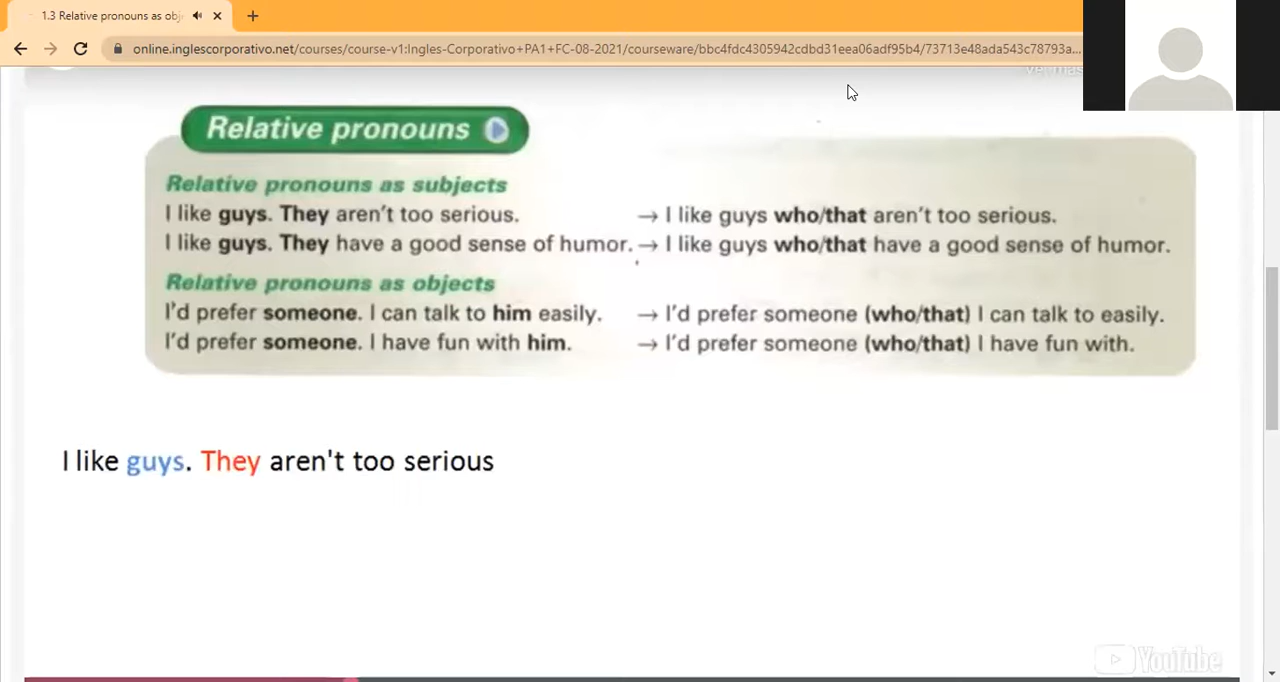 1.3 Relative pronouns as obj
online.inglescorporativo.net/courses/course-v1:Ingles-Corporativo+PA1+FC-08-2021/courseware/bbc4fdc4305942cdbd31eea06adf95b4/73713e48ada543c78793a...
Relative pronouns
Relative pronouns as subjects
I like guys. They aren't too serious. → I like guys who/that aren't too serious.
I like guys. They have a good sense of humor. → I like guys who/that have a good sense of humor.
Relative pronouns as objects
I'd prefer someone. I can talk to him easily. → I'd prefer someone (who/that) I can talk to easily.
I'd prefer someone. I have fun with him. → I'd prefer someone (who/that) I have fun with.
I like guys. They aren't too serious
YouTube